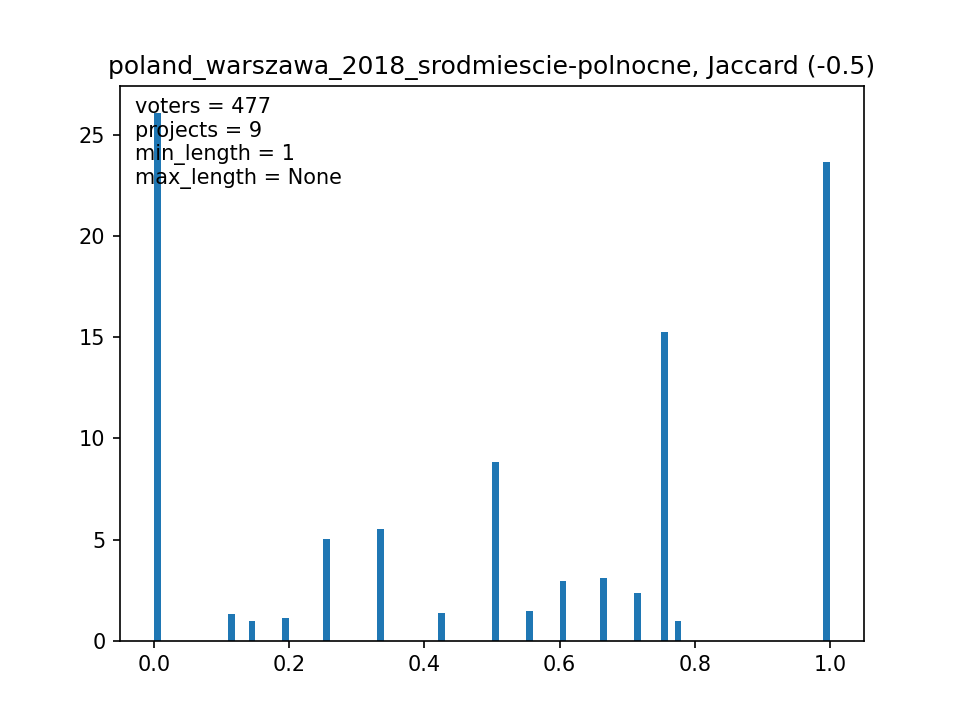 poland_warszawa_2018_srodmiescie-polnocne, Jaccard (-0.5)
voters = 477
projects = 9
min_length = 1
max_length = None
25
20
15
10
5
0
0.0 0.2 0.4 0.6 0.8 1.0